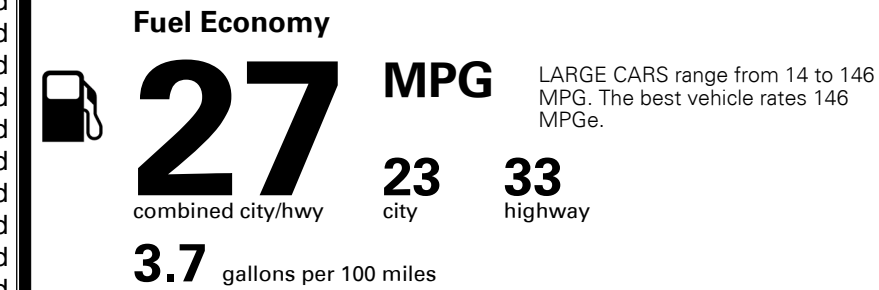 Fuel Economy
27
MPG
LARGE CARS range from 14 to 146
MPG. The best vehicle rates 146
MPGe.
combined city/hwy
23
city
33
highway
3.7 gallons per 100 miles
d
d
d
d
d
d
d
d
d
d